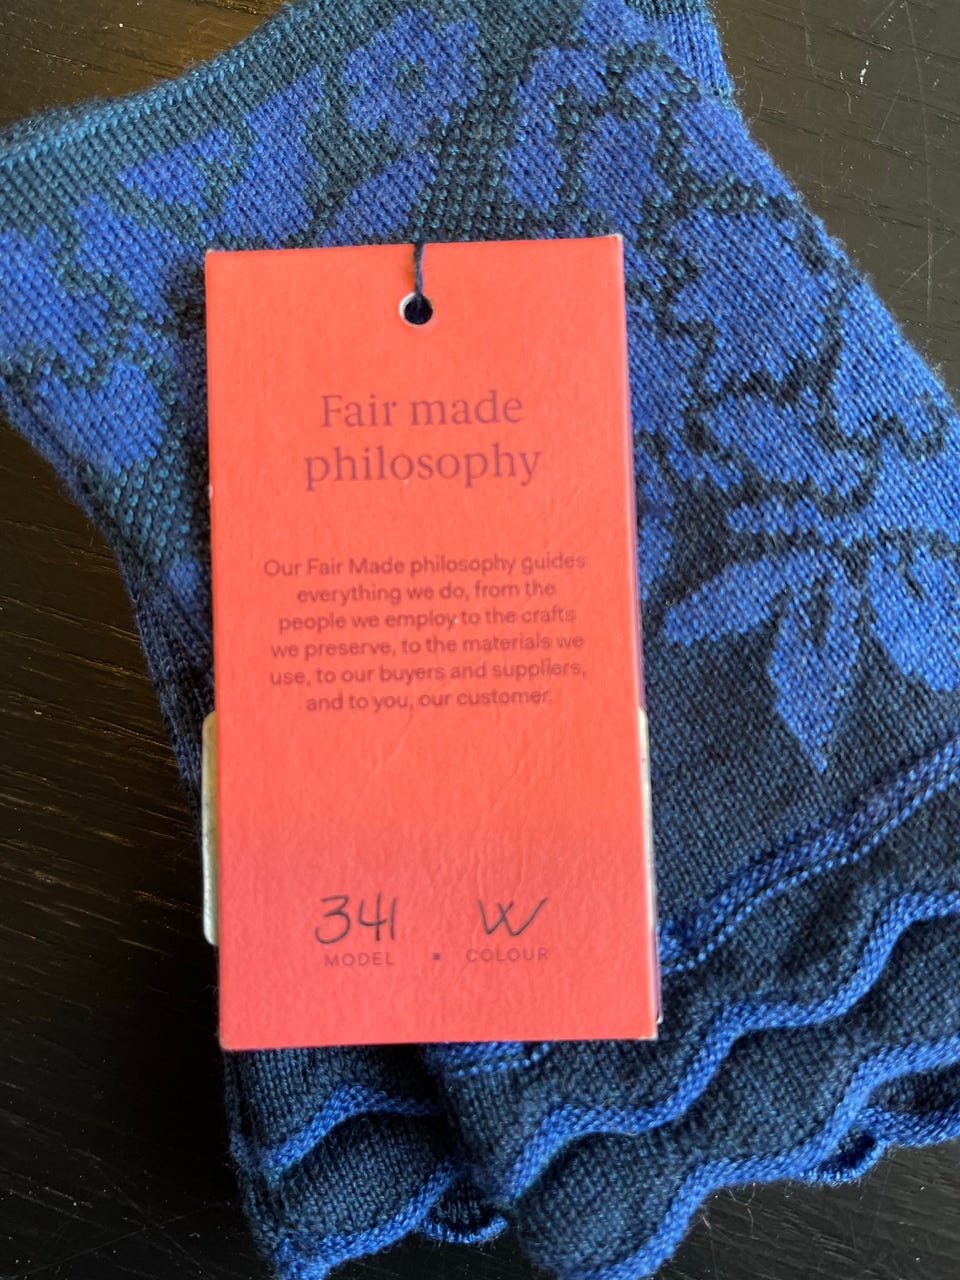 Fair made
philosophy
Our Fair Made philosophy guides
everything we do, from the
people we employ to the crafts
we preserve, to the materials we
use, to our buyers and suppliers,
and to you, our customer.
341 W
MODEL ▪ COLOUR